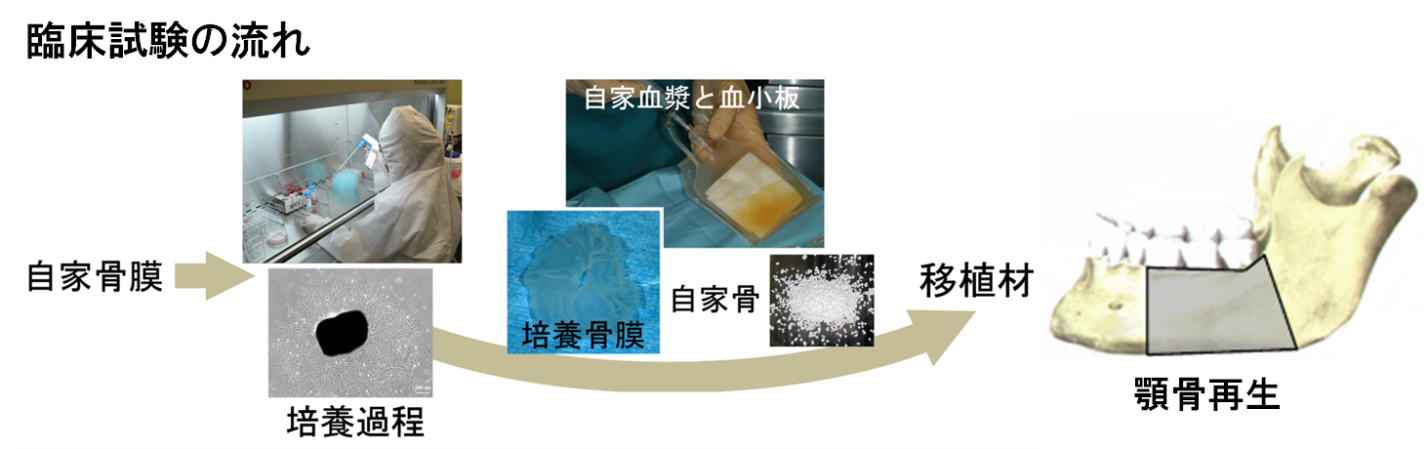 臨床試験の流れ
自家骨膜
培養過程
自家血漿と血小板
培養骨膜
自家骨
移植材
顎骨再生